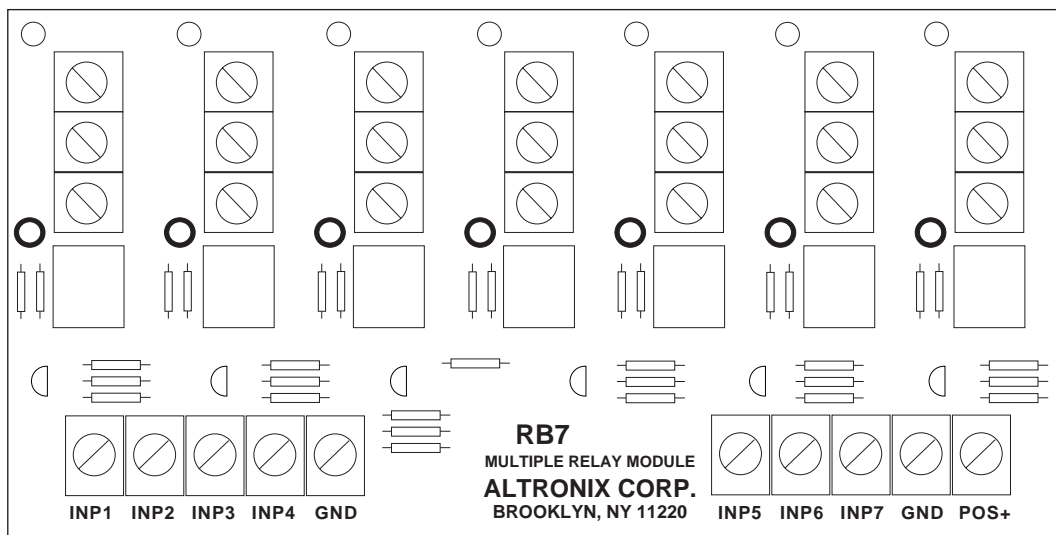 RB7
MULTIPLE RELAY MODULE
ALTRONIX CORP.
BROOKLYN, NY 11220
INP1 INP2 INP3 INP4 GND
INP5 INP6 INP7 GND POS+